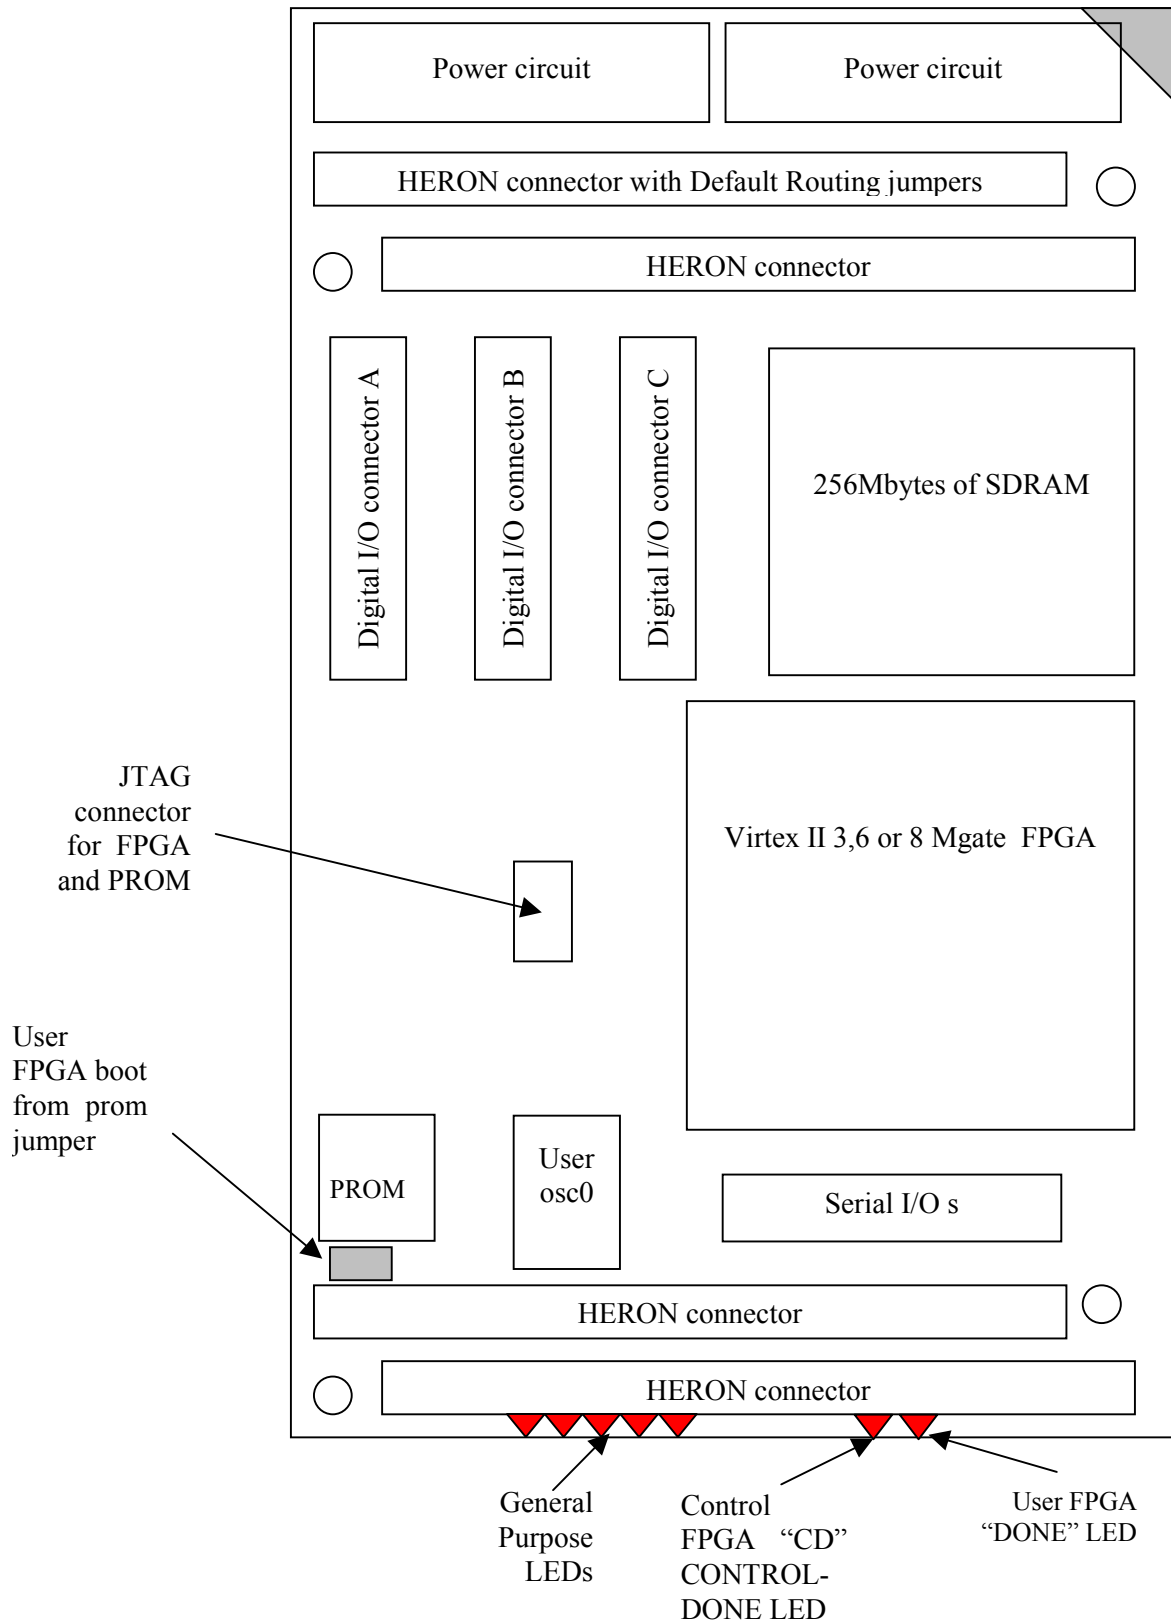 Power circuit
Power circuit
HERON connector with Default Routing jumpers
HERON connector
Digital I/O connector A
Digital I/O connector B
Digital I/O connector C
256Mbytes of SDRAM
JTAG
connector
for FPGA
and PROM
Virtex II 3,6 or 8 Mgate FPGA
User
FPGA boot
from prom
jumper
PROM
User
osc0
Serial I/O s
HERON connector
HERON connector
General
Purpose
LEDs
Control
FPGA “CD”
CONTROL-
DONE LED
User FPGA
“DONE” LED